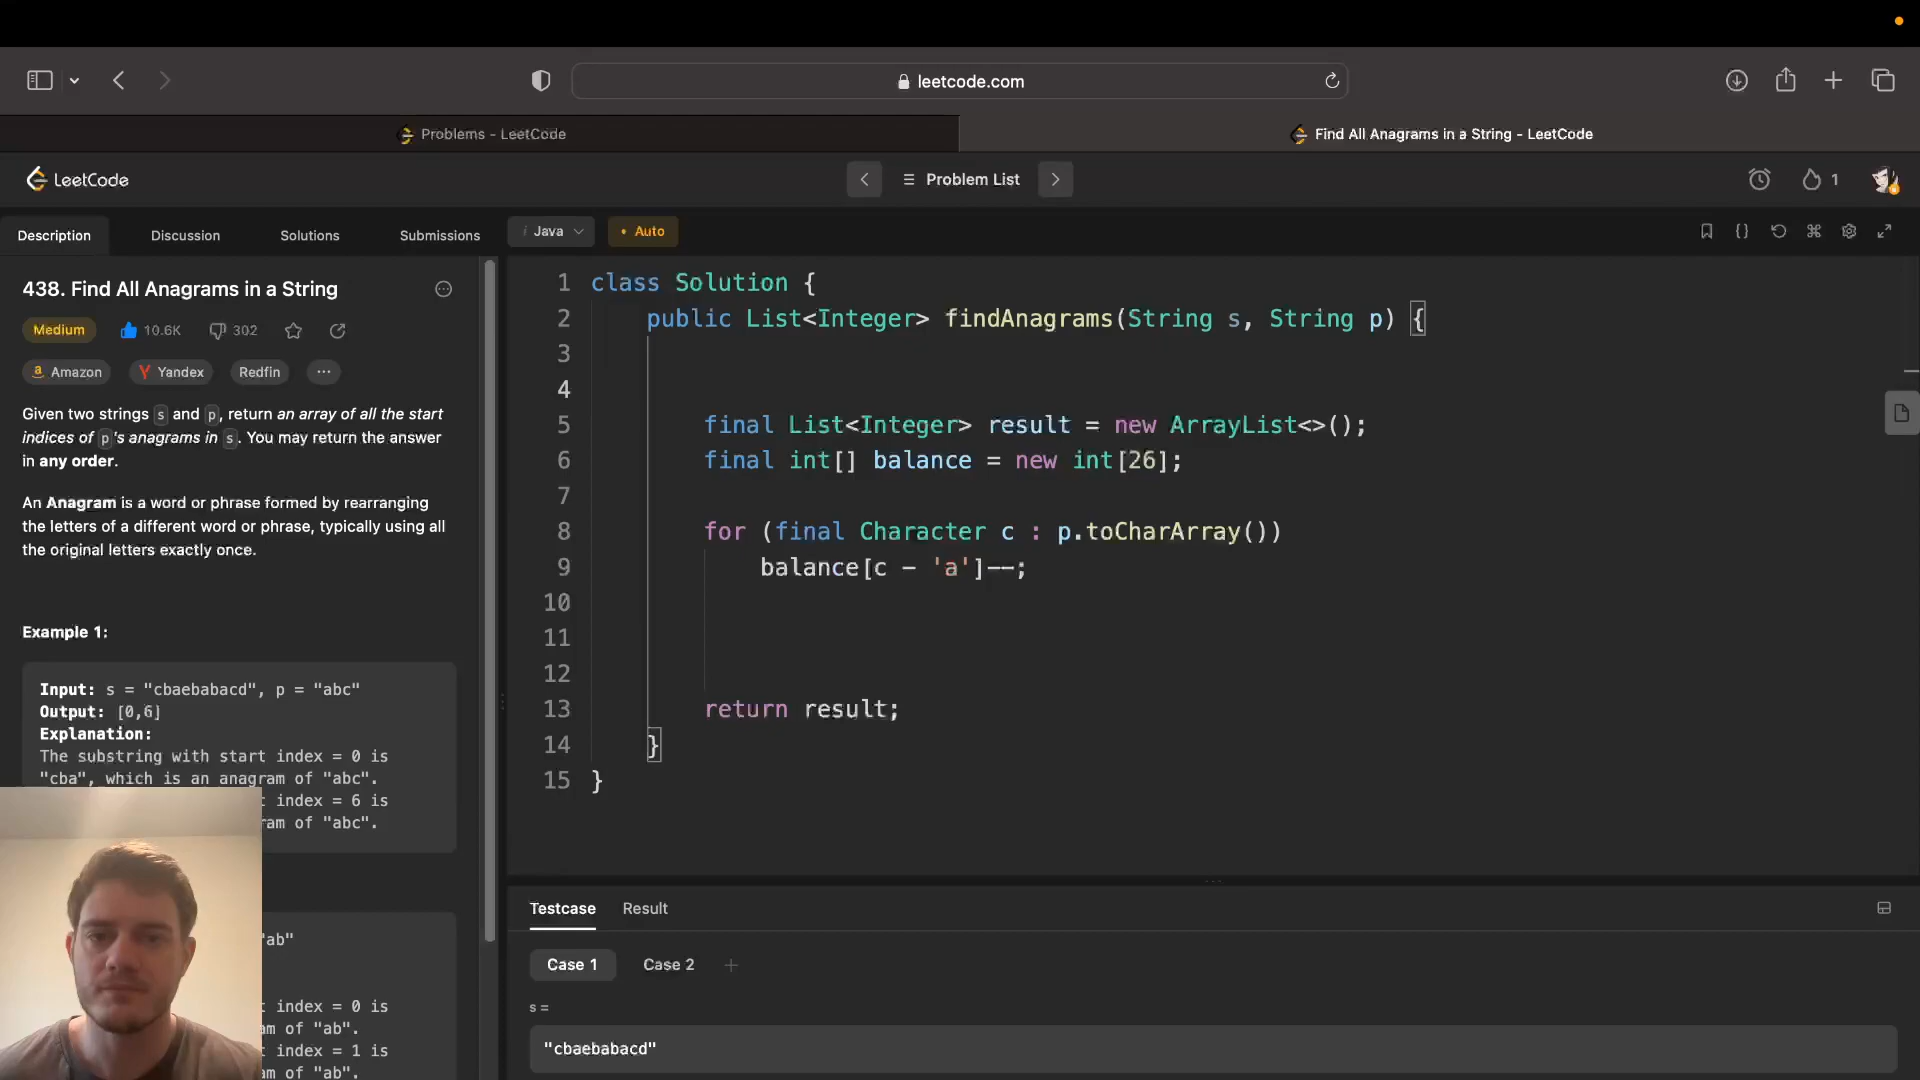 leetcode.com
Problems - LeetCode
Find All Anagrams in a String - LeetCode
LeetCode
Problem List
1
Description
Discussion
Solutions
Submissions
i Java
• Auto
438. Find All Anagrams in a String
Medium
10.6K
302
Amazon
Yandex
Redfin
Given two strings s and p, return an array of all the start
indices of p's anagrams in s. You may return the answer
in any order.
An Anagram is a word or phrase formed by rearranging
the letters of a different word or phrase, typically using all
the original letters exactly once.
Example 1:
Input: s = "cbaebabacd", p = "abc"
Output: [0,6]
Explanation:
The substring with start index = 0 is
"cba", which is an anagram of "abc".
t index = 6 is
ram of "abc".
"ab"
t index = 0 is
am of "ab".
t index = 1 is
am of "ab".
1 class Solution {
2 public List<Integer> findAnagrams(String s, String p) {
3
4
5 final List<Integer> result = new ArrayList<>();
6 final int[] balance = new int[26];
7
8 for (final Character c : p.toCharArray())
9 balance[c - 'a']--;
10
11
12
13 return result;
14 }
15 }
Testcase
Result
Case 1
Case 2
s =
"cbaebabacd"